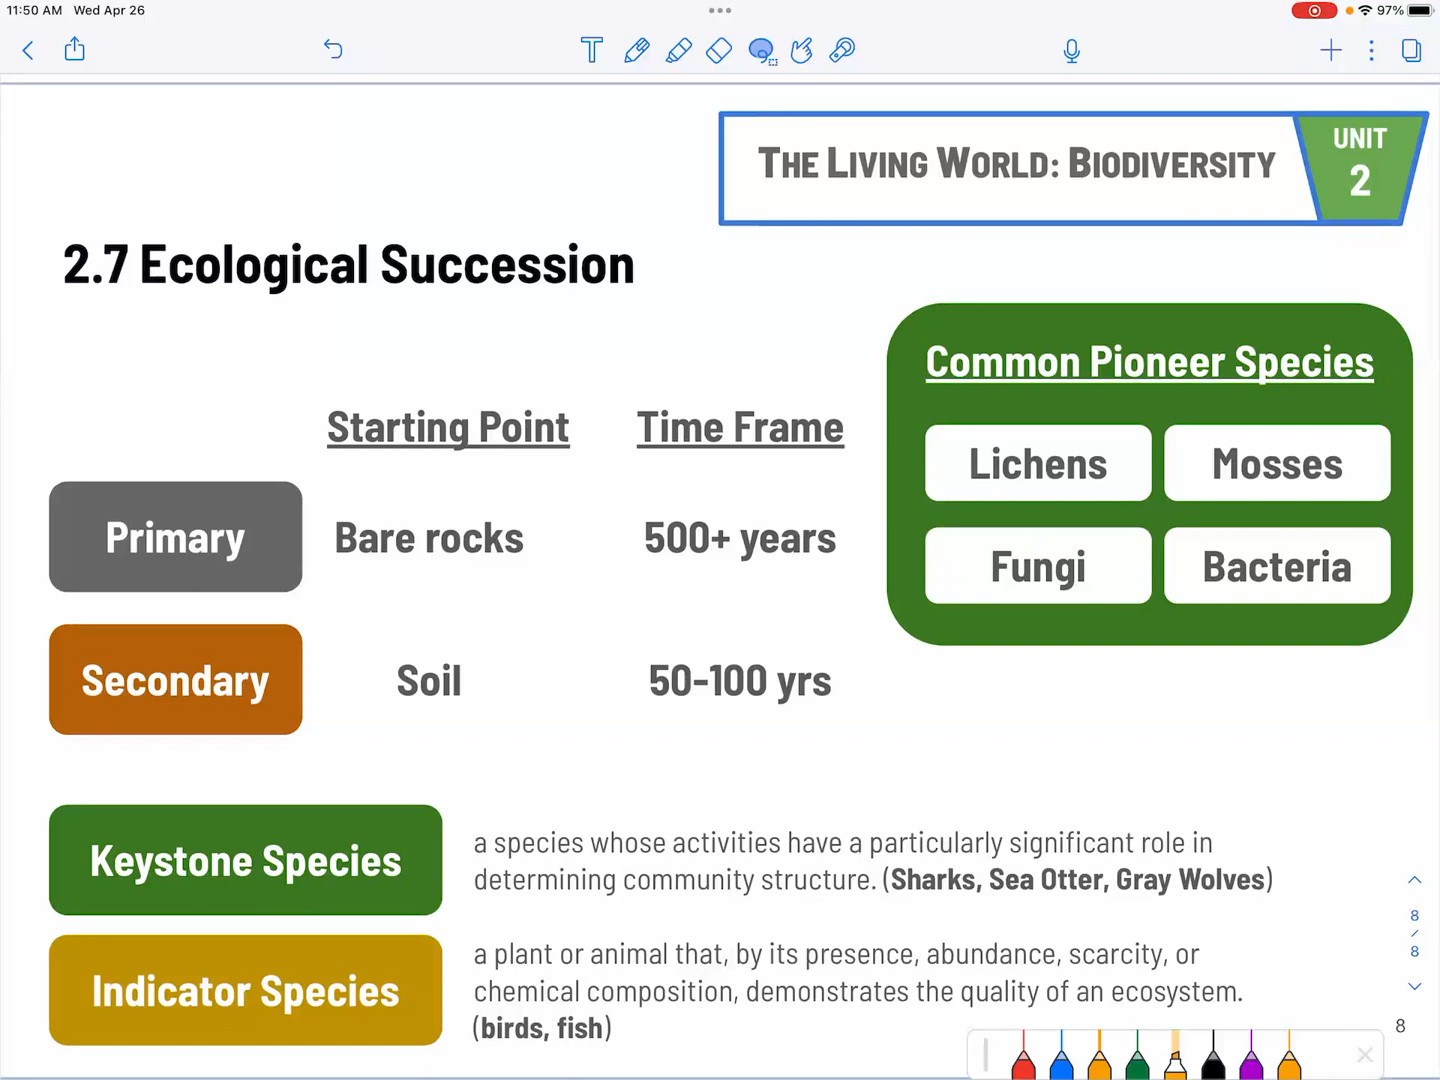 11:50 AM Wed Apr 26
97%
THE LIVING WORLD: BIODIVERSITY
UNIT
2
2.7 Ecological Succession
Common Pioneer Species
Lichens
Mosses
Fungi
Bacteria
Starting Point
Time Frame
Primary
Bare rocks
500+ years
Secondary
Soil
50-100 yrs
Keystone Species
a species whose activities have a particularly significant role in
determining community structure. (Sharks, Sea Otter, Gray Wolves)
Indicator Species
a plant or animal that, by its presence, abundance, scarcity, or
chemical composition, demonstrates the quality of an ecosystem.
(birds, fish)
8
/
8
8